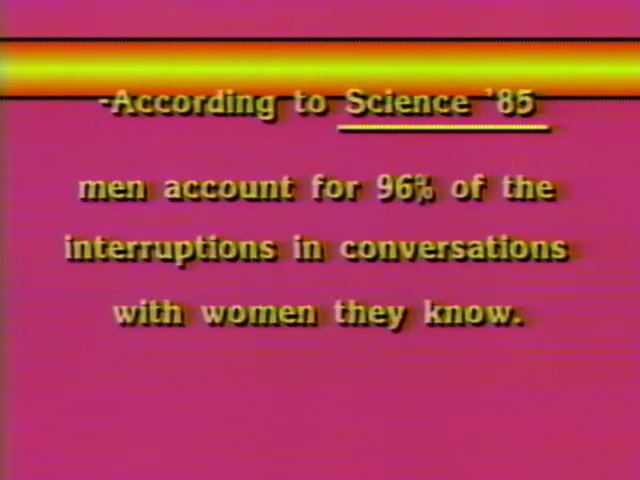 -According to Science '85
men account for 96% of the
interruptions in conversations
with women they know.